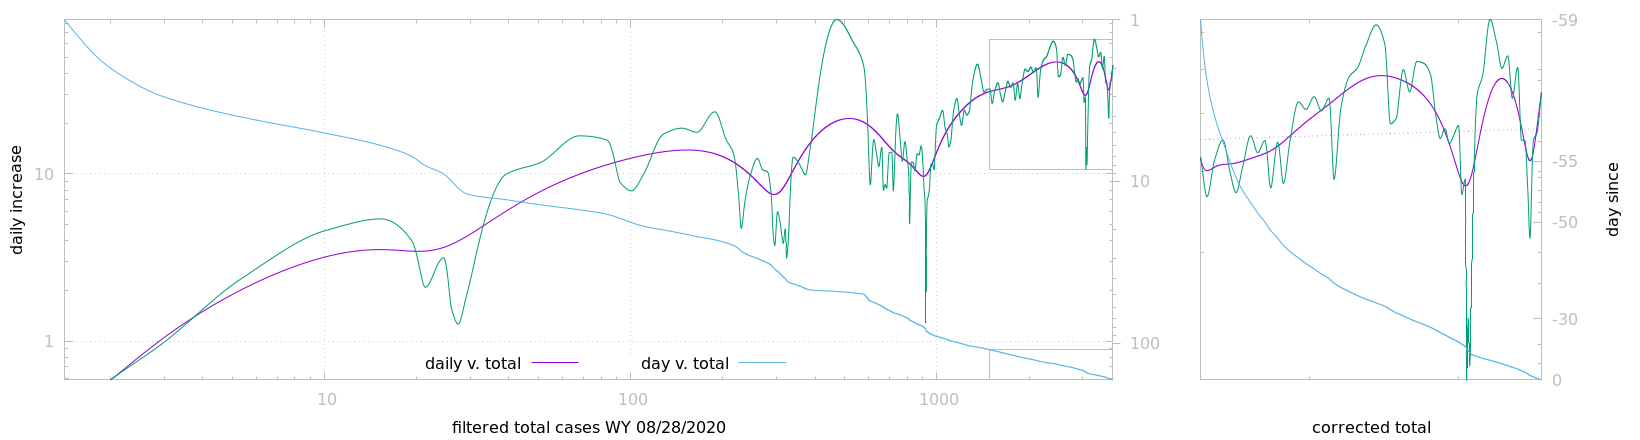 daily increase
10
1
daily v. total
day v. total
10
100
1000
filtered total cases WY 08/28/2020
1
10
100
corrected total
-59
-55
-50
-30
0
day since